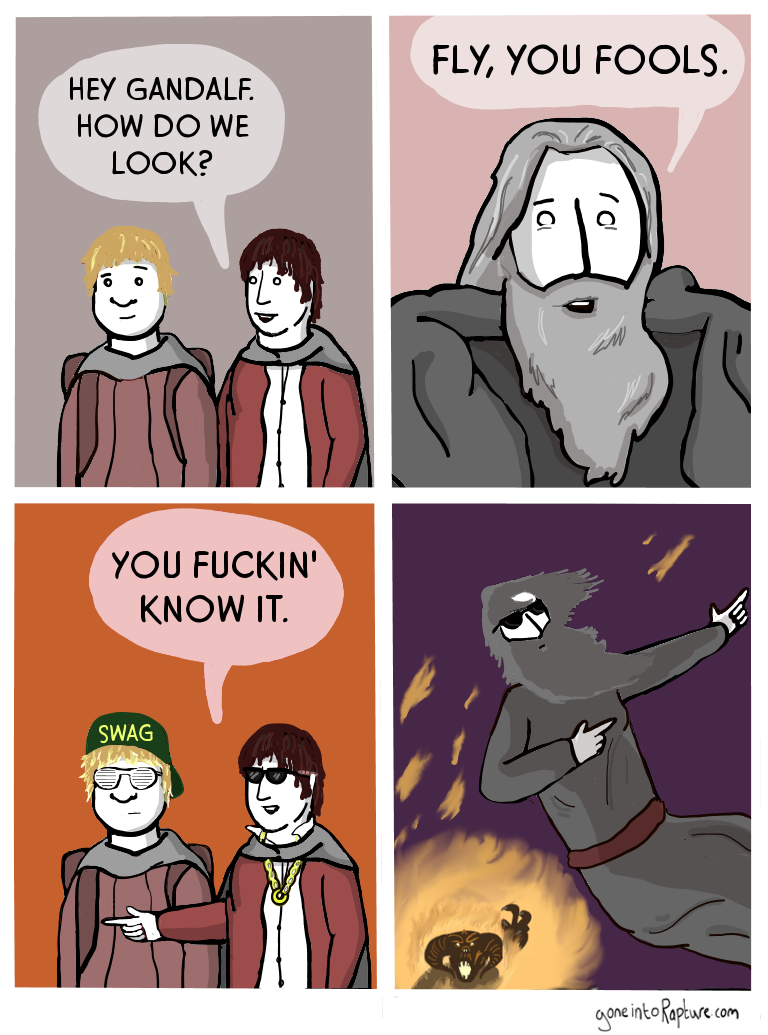 HEY GANDALF.
HOW DO WE
LOOK?
FLY, YOU FOOLS.
YOU FUCKIN'
KNOW IT.
SWAG
goneintoRapture.com